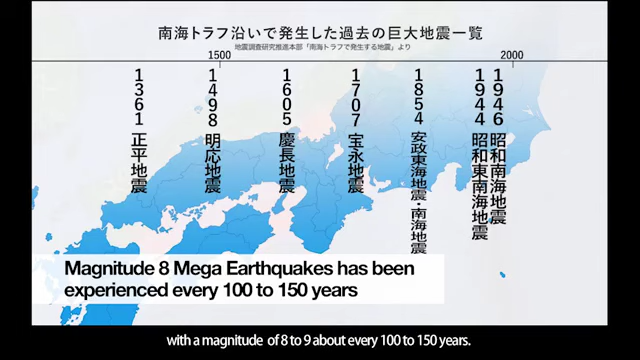 南海トラフ沿いで発生した過去の巨大地震一覧
地震調査研究推進本部「南海トラフで発生する地震」より
1500
2000
1361 正平地震
1498 明応地震
1605 慶長地震
1707 宝永地震
1854 安政東海地震・南海地震
1944 昭和東南海地震
1946 昭和南海地震
Magnitude 8 Mega Earthquakes has been
experienced every 100 to 150 years
with a magnitude of 8 to 9 about every 100 to 150 years.